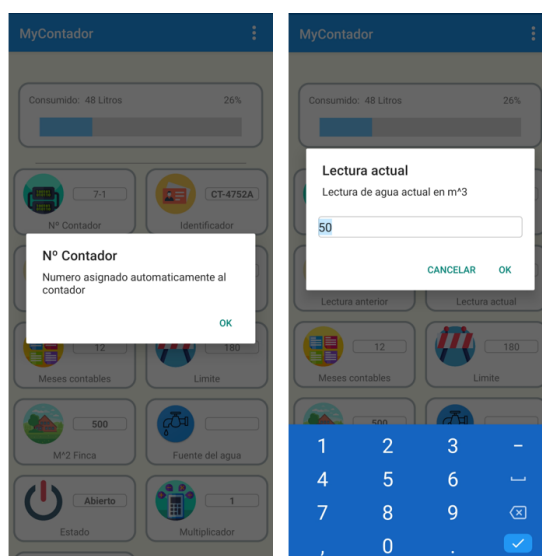 MyContador
Consumido: 48 Litros 26%
7-1 CT-4752A
Nº Contador Identificador
Nº Contador
Numero asignado automaticamente al
contador
OK
12 180
Meses contables Limite
500
M^2 Finca Fuente del agua
Abierto 1
Estado Multiplicador
MyContador
Consumido: 48 Litros 26%
Lectura actual
Lectura de agua actual en m^3
50
CANCELAR OK
Lectura anterior Lectura actual
12 180
Meses contables Limite
500
1 2 3 -
4 5 6
7 8 9
, 0 .